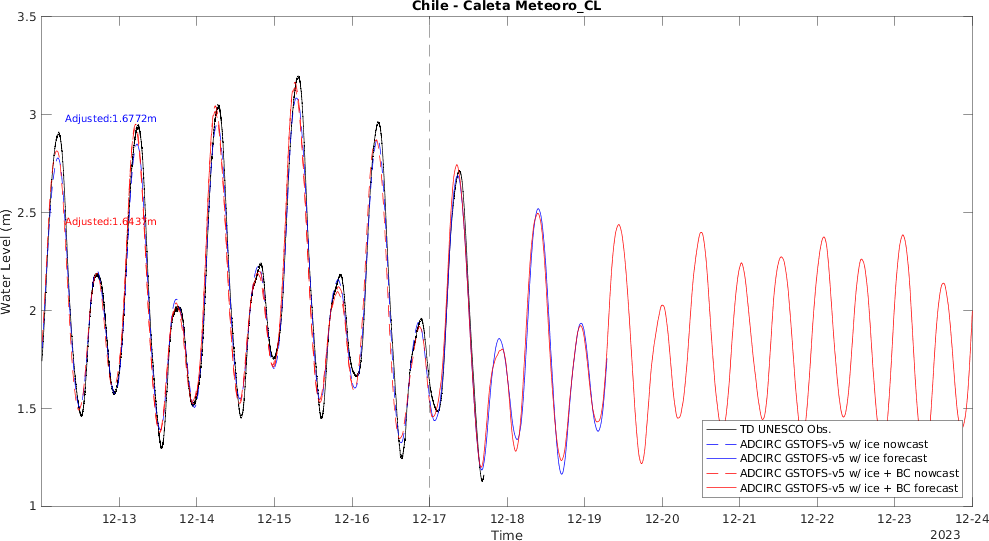 Chile - Caleta Meteoro_CL
3.5
3
2.5
2
1.5
1
Water Level (m)
Adjusted:1.6772m
Adjusted:1.6437m
TD UNESCO Obs.
ADCIRC GSTOFS-v5 w/ ice nowcast
ADCIRC GSTOFS-v5 w/ ice forecast
ADCIRC GSTOFS-v5 w/ ice + BC nowcast
ADCIRC GSTOFS-v5 w/ ice + BC forecast
12-13 12-14 12-15 12-16 12-17 12-18 12-19 12-20 12-21 12-22 12-23 12-24
Time
2023